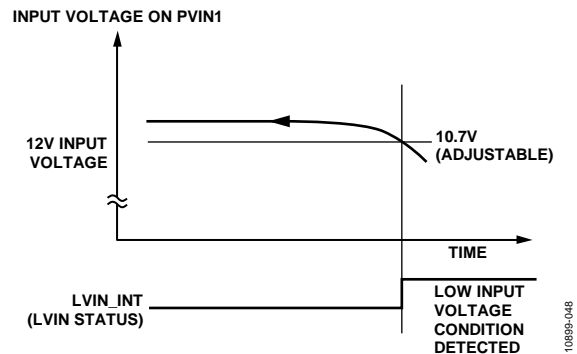 INPUT VOLTAGE ON PVIN1
12V INPUT
VOLTAGE
10.7V
(ADJUSTABLE)
TIME
LVIN_INT
(LVIN STATUS)
LOW INPUT
VOLTAGE
CONDITION
DETECTED
10899-048